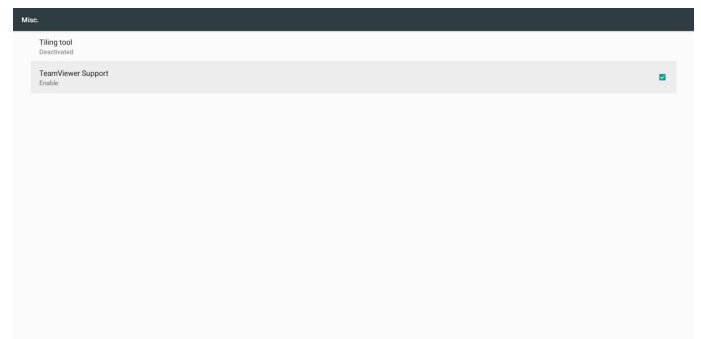 Misc.
Tiling tool
Deactivated
TeamViewer Support
Enable